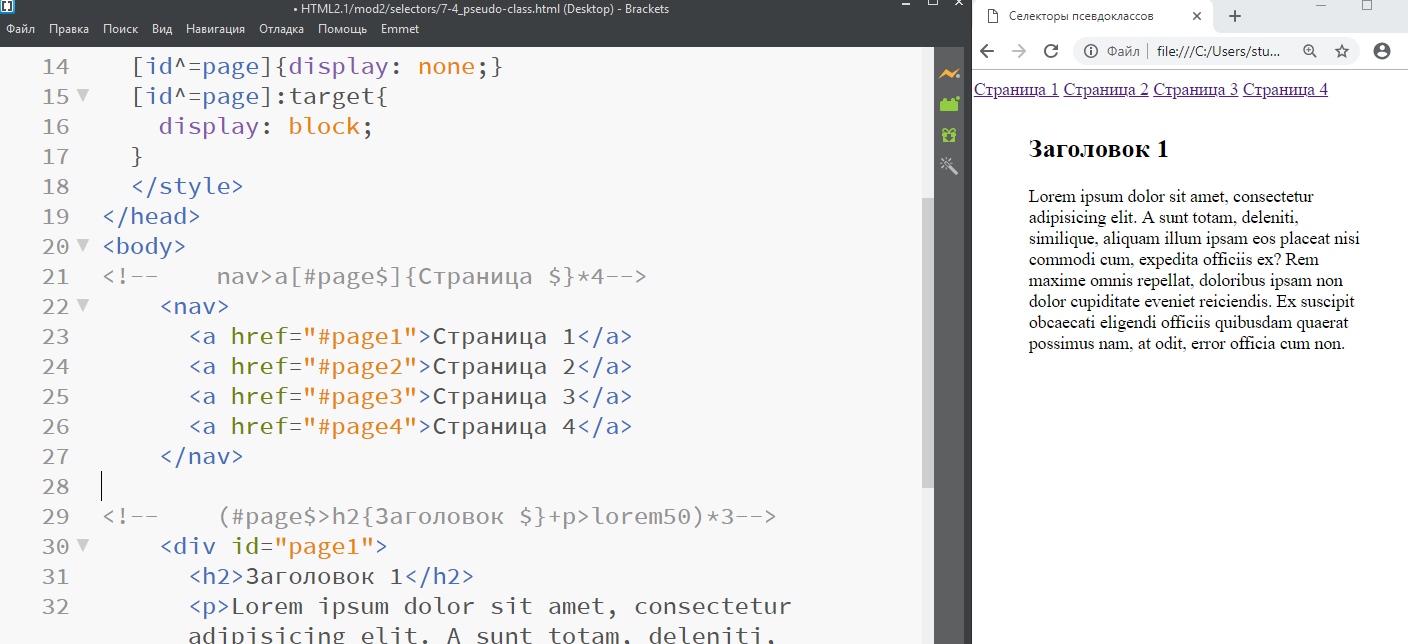 • HTML2.1/mod2/selectors/7-4_pseudo-class.html (Desktop) - Brackets
Файл Правка Поиск Вид Навигация Отладка Помощь Emmet
14 [id^=page]{display: none;}
15 [id^=page]:target{
16 display: block;
17 }
18 </style>
19 </head>
20 <body>
21 <!-- nav>a[#page$]{Страница $}*4-->
22 <nav>
23 <a href="#page1">Страница 1</a>
24 <a href="#page2">Страница 2</a>
25 <a href="#page3">Страница 3</a>
26 <a href="#page4">Страница 4</a>
27 </nav>
28
29 <!-- (#page$>h2{Заголовок $}+p>lorem50)*3-->
30 <div id="page1">
31 <h2>Заголовок 1</h2>
32 <p>Lorem ipsum dolor sit amet, consectetur
adipisicing elit. A sunt totam, deleniti,
Селекторы псевдоклассов
Файл file:///C:/Users/stu...
Страница 1 Страница 2 Страница 3 Страница 4
Заголовок 1
Lorem ipsum dolor sit amet, consectetur
adipisicing elit. A sunt totam, deleniti,
similique, aliquam illum ipsam eos placeat nisi
commodi cum, expedita officiis ex? Rem
maxime omnis repellat, doloribus ipsam non
dolor cupiditate eveniet reiciendis. Ex suscipit
obcaecati eligendi officiis quibusdam quaerat
possimus nam, at odit, error officia cum non.